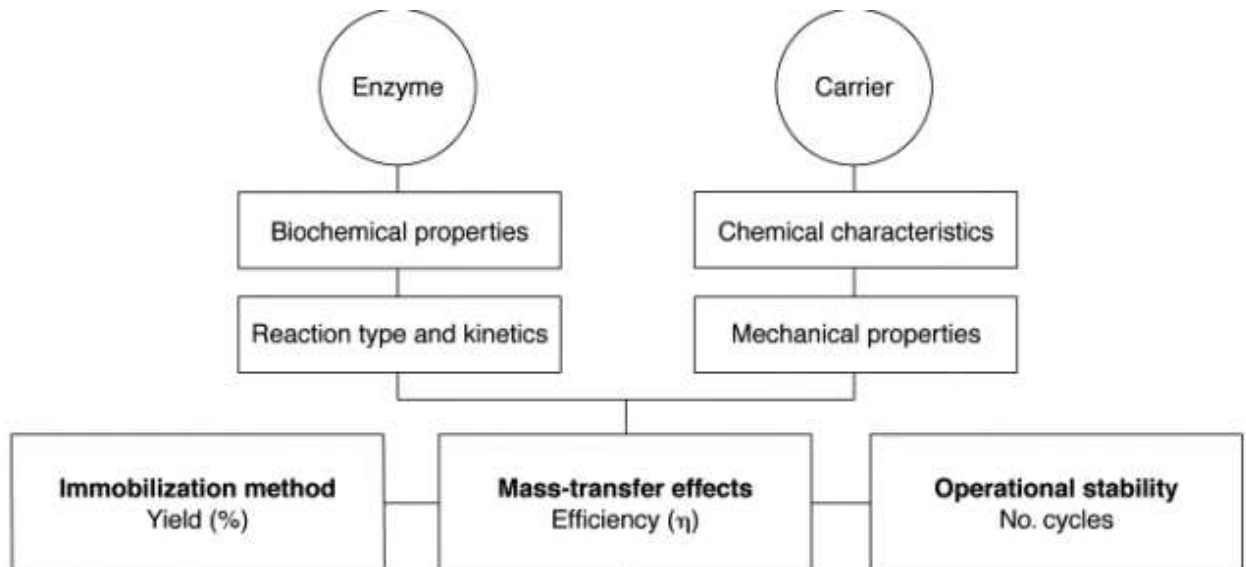 Enzyme
Carrier
Biochemical properties
Chemical characteristics
Reaction type and kinetics
Mechanical properties
Immobilization method
Yield (%)
Mass-transfer effects
Efficiency (η)
Operational stability
No. cycles